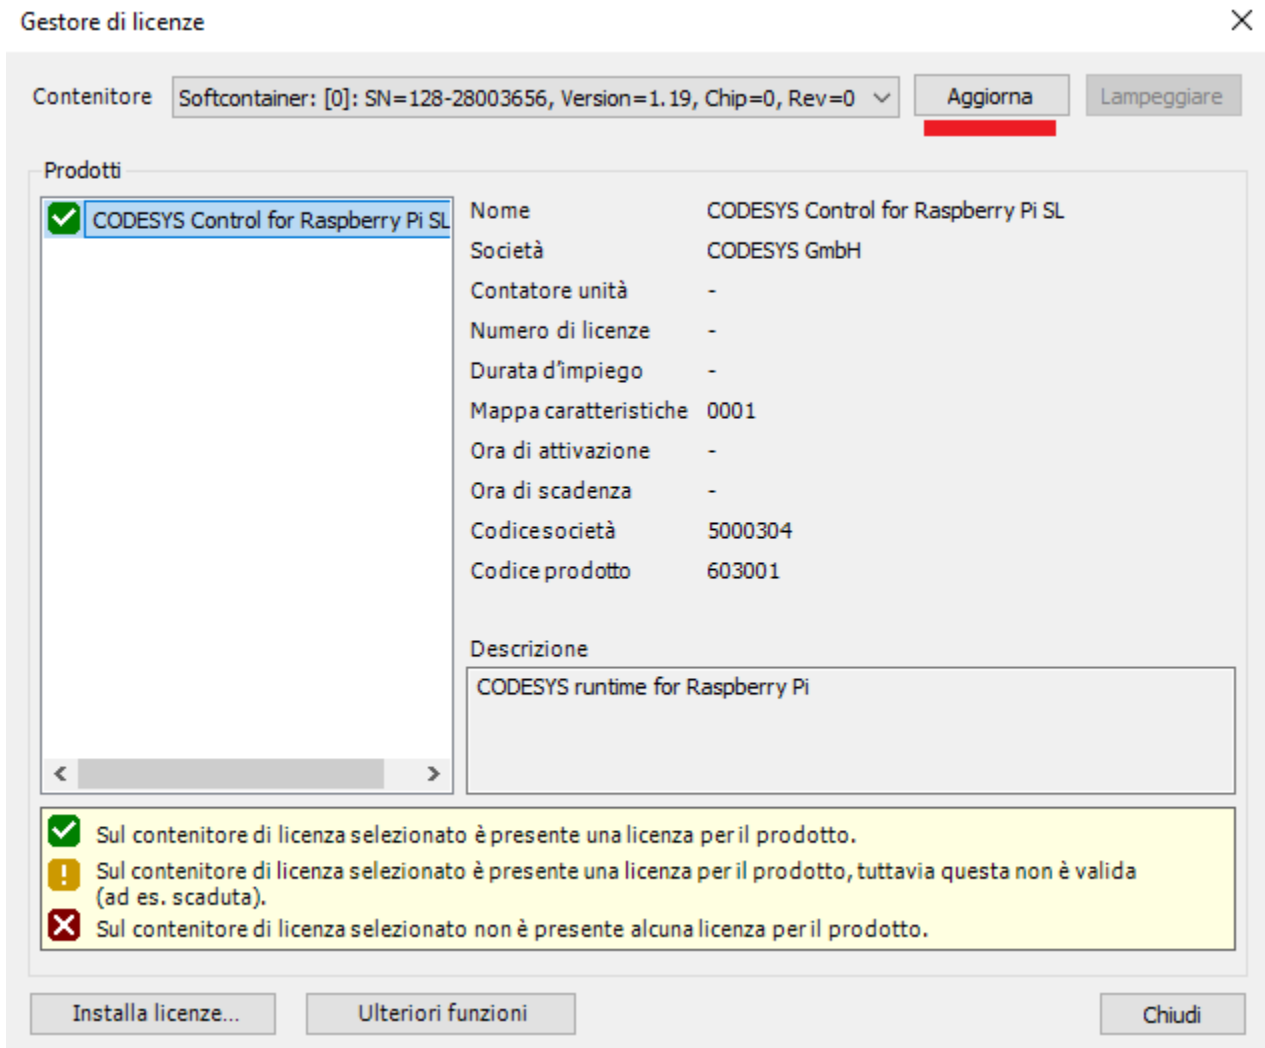 Gestore di licenze
Contenitore Softcontainer: [0]: SN=128-28003656, Version=1.19, Chip=0, Rev=0 Aggiorna Lampeggiare
Prodotti
CODESYS Control for Raspberry Pi SL
Nome CODESYS Control for Raspberry Pi SL
Società CODESYS GmbH
Contatore unità -
Numero di licenze -
Durata d'impiego -
Mappa caratteristiche 0001
Ora di attivazione -
Ora di scadenza -
Codice società 5000304
Codice prodotto 603001
Descrizione
CODESYS runtime for Raspberry Pi
Sul contenitore di licenza selezionato è presente una licenza per il prodotto.
Sul contenitore di licenza selezionato è presente una licenza per il prodotto, tuttavia questa non è valida
(ad es. scaduta).
Sul contenitore di licenza selezionato non è presente alcuna licenza per il prodotto.
Installa licenze... Ulteriori funzioni Chiudi